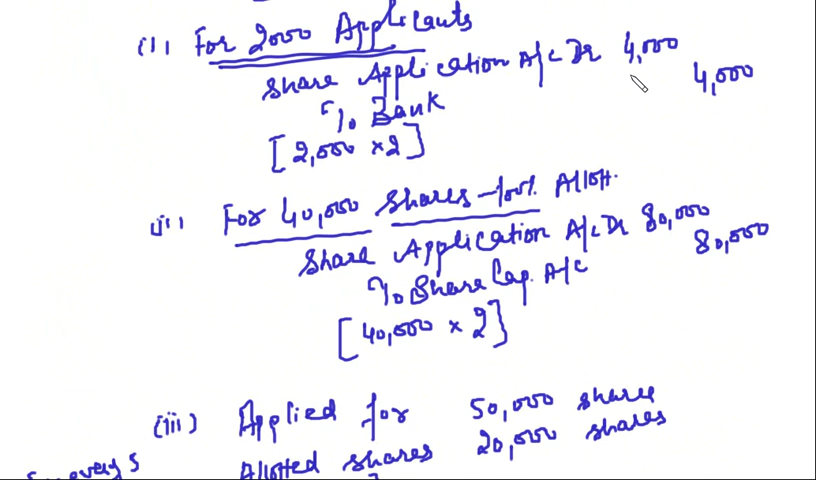 (i) For 2000 Applicants
Share Application A/c Dr 4,000
To Bank 4,000
[2,000 × 2]
(ii) For 40,000 shares - 100% Allott.
Share Application A/c Dr 80,000
To Share Cap. A/c 80,000
[40,000 × 2]
(iii) Applied for 50,000 shares
Allotted shares 20,000 shares
every 5